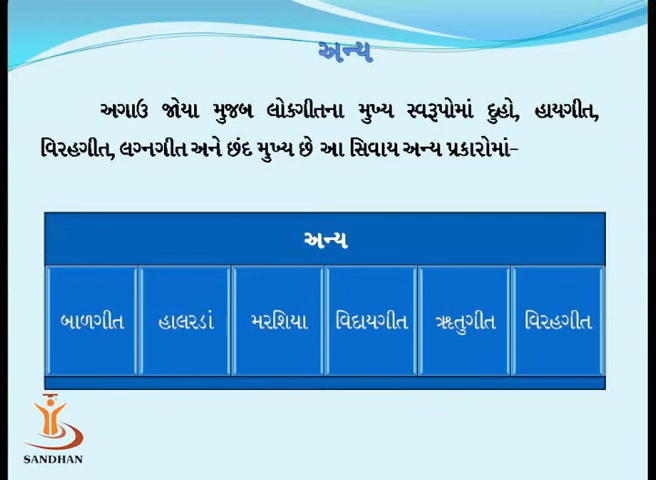 અન્ય
અગાઉ જોયા મુજબ લોકગીતના મુખ્ય સ્વરૂપોમાં દુહો, હાયગીત,
વિરહગીત, લગ્નગીત અને છંદ મુખ્ય છે આ સિવાય અન્ય પ્રકારોમાં-
અન્ય
બાળગીત હાલરડાં મરશિયા વિદાયગીત ઋતુગીત વિરહગીત
SANDHAN